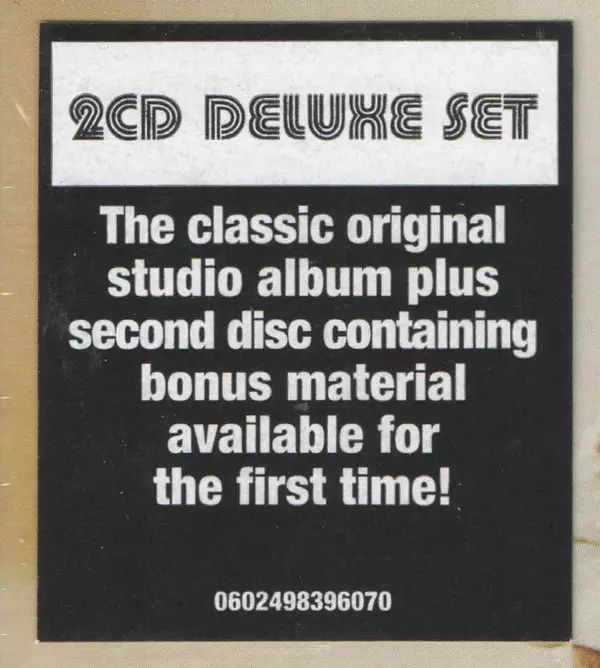 2CD DELUXE SET
The classic original
studio album plus
second disc containing
bonus material
available for
the first time!
0602498396070